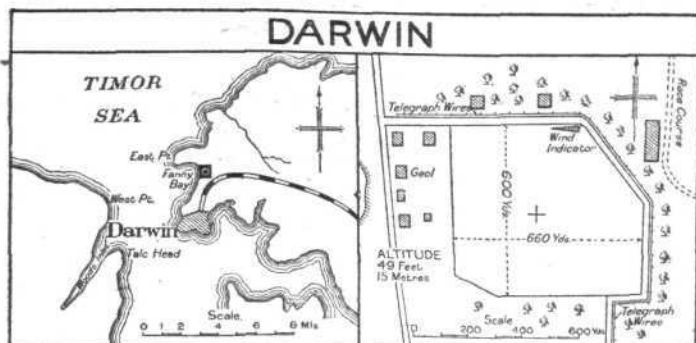 DARWIN
TIMOR
SEA
East Pt.
Fanny
Bay
West Pt.
Darwin
Talc Head
Scale.
0 2 4 6 8 Mls
Telegraph Wires
Race Course
Wind
Indicator
Gaol
600 Yds
660 Yds
ALTITUDE
49 Feet
15 Metres
Scale
0 200 400 600 Yds
Telegraph
Wires